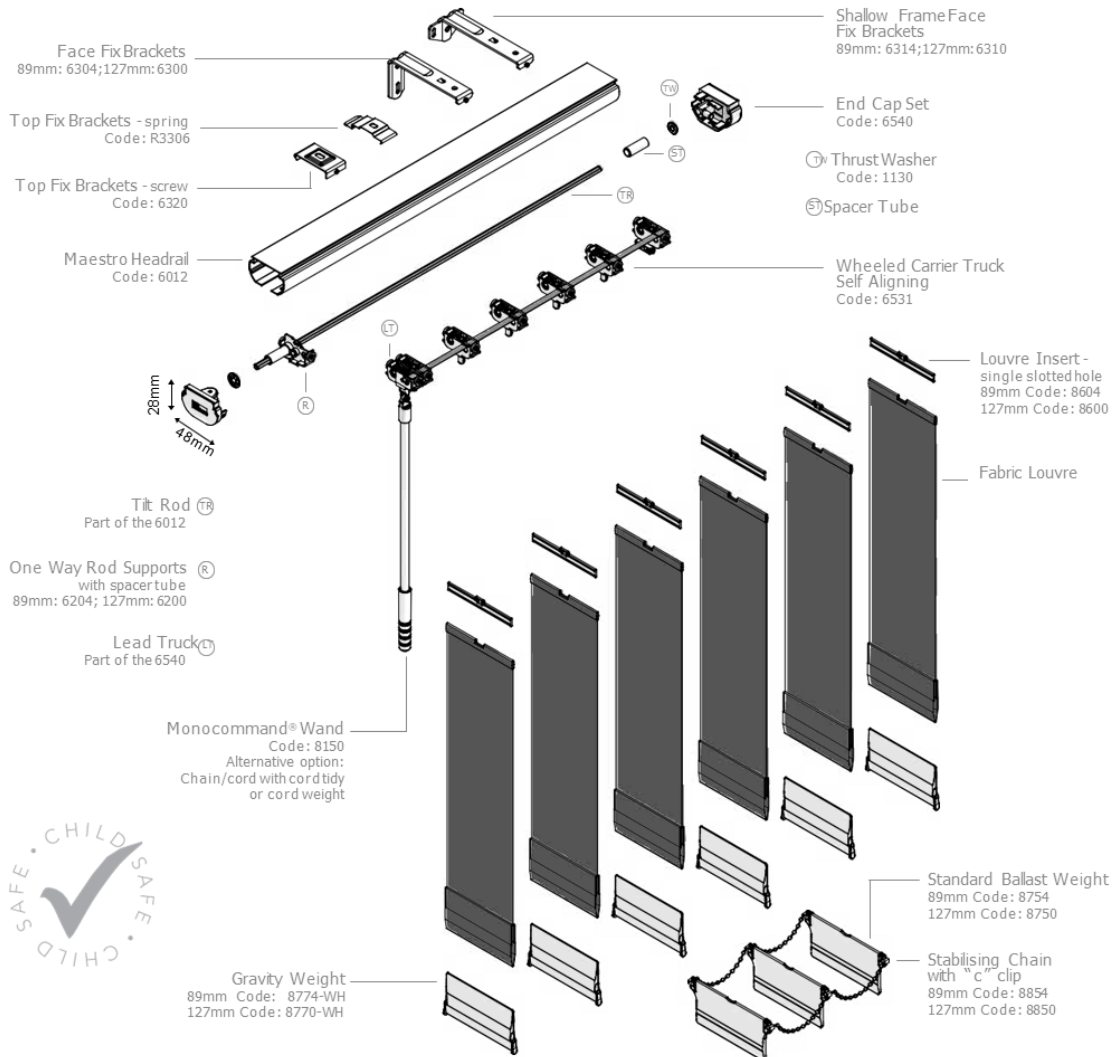 Shallow Frame Face
Fix Brackets
89mm: 6314;127mm:6310
Face Fix Brackets
89mm: 6304;127mm:6300
TW
End Cap Set
Code: 6540
Top Fix Brackets - spring
Code: R3306
TW Thrust Washer
Code: 1130
ST
Top Fix Brackets - screw
Code: 6320
TR
ST Spacer Tube
Maestro Headrail
Code: 6012
Wheeled Carrier Truck
Self Aligning
Code: 6531
LT
R
28mm
48mm
Louvre Insert -
single slotted hole
89mm Code: 8604
127mm Code: 8600
Fabric Louvre
Tilt Rod TR
Part of the 6012
One Way Rod Supports R
with spacer tube
89mm: 6204; 127mm: 6200
Lead Truck LT
Part of the 6540
Monocommand® Wand
Code: 8150
Alternative option:
Chain/cord with cord tidy
or cord weight
CHILD SAFE • CHILD SAFE •
Standard Ballast Weight
89mm Code: 8754
127mm Code: 8750
Stabilising Chain
with “c” clip
89mm Code: 8854
127mm Code: 8850
Gravity Weight
89mm Code: 8774-WH
127mm Code: 8770-WH